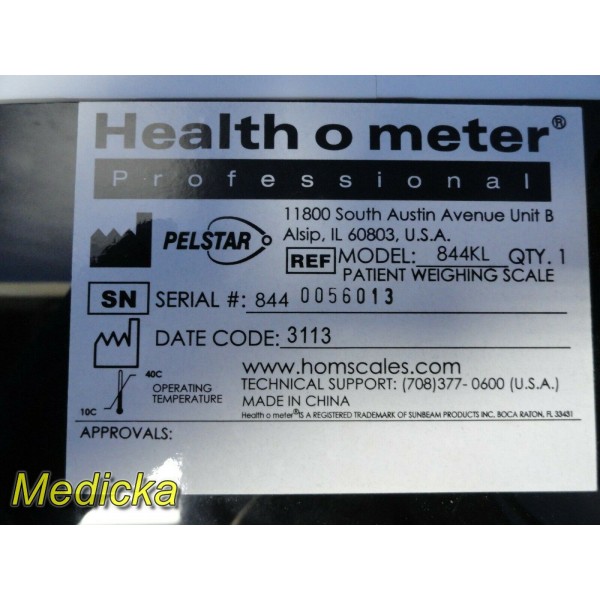 Health o meter®
Professional
PELSTAR
11800 South Austin Avenue Unit B
Alsip, IL 60803, U.S.A.
REF MODEL: 844KL QTY. 1
PATIENT WEIGHING SCALE
SN SERIAL #: 844 0056013
DATE CODE: 3113
www.homscales.com
TECHNICAL SUPPORT: (708)377-0600 (U.S.A.)
MADE IN CHINA
Health o meter® IS A REGISTERED TRADEMARK OF SUNBEAM PRODUCTS INC, BOCA RATON, FL 33431
40C
10C
OPERATING
TEMPERATURE
APPROVALS:
Medicka